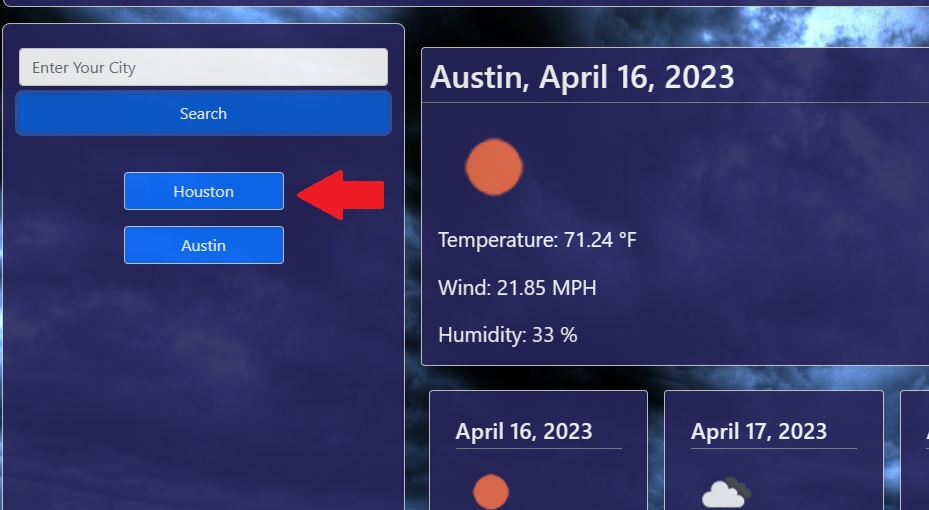 Enter Your City
Search
Houston
Austin
Austin, April 16, 2023
Temperature: 71.24 °F
Wind: 21.85 MPH
Humidity: 33 %
April 16, 2023
April 17, 2023